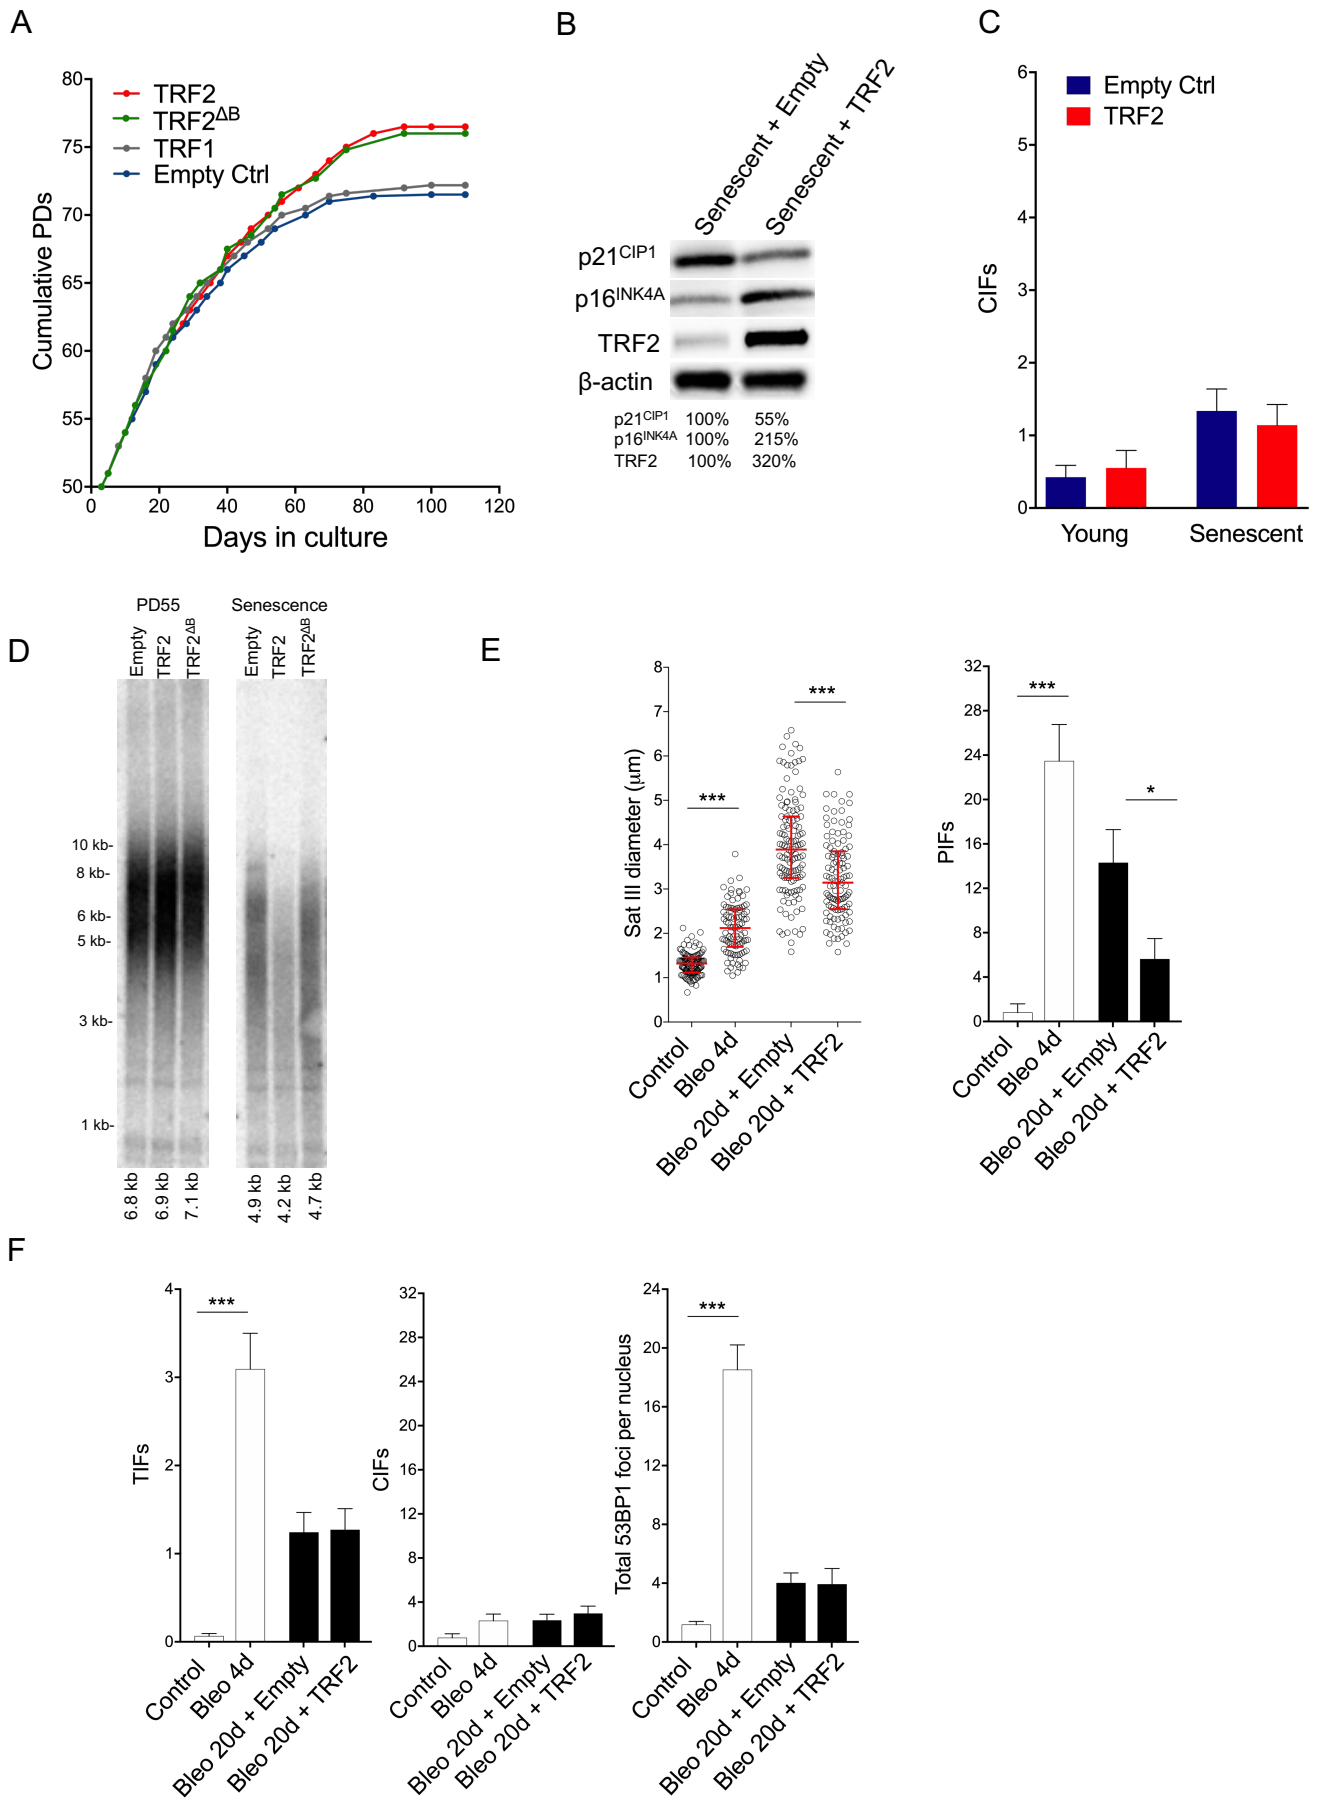 A
80
75
70
65
60
55
50
0
20
40
60
80
100
120
Cumulative PDs
Days in culture
TRF2
TRF2ΔB
TRF1
Empty Ctrl
B
Senescent + Empty
Senescent + TRF2
p21CIP1
p16INK4A
TRF2
β-actin
p21CIP1 100% 55%
p16INK4A 100% 215%
TRF2 100% 320%
C
6
5
4
3
2
1
0
CIFs
Empty Ctrl
TRF2
Young
Senescent
D
PD55
Senescence
Empty
TRF2
TRF2ΔB
Empty
TRF2
TRF2ΔB
10 kb-
8 kb-
6 kb-
5 kb-
3 kb-
1 kb-
6.8 kb
6.9 kb
7.1 kb
4.9 kb
4.2 kb
4.7 kb
E
8
7
6
5
4
3
2
1
0
Sat III diameter (μm)
***
***
Control
Bleo 4d
Bleo 20d + Empty
Bleo 20d + TRF2
32
28
24
20
16
12
8
4
0
PIFs
***
*
Control
Bleo 4d
Bleo 20d + Empty
Bleo 20d + TRF2
F
4
3
2
1
0
TIFs
***
Control
Bleo 4d
Bleo 20d + Empty
Bleo 20d + TRF2
32
28
24
20
16
12
8
4
0
CIFs
Control
Bleo 4d
Bleo 20d + Empty
Bleo 20d + TRF2
24
20
16
12
8
4
0
Total 53BP1 foci per nucleus
***
Control
Bleo 4d
Bleo 20d + Empty
Bleo 20d + TRF2